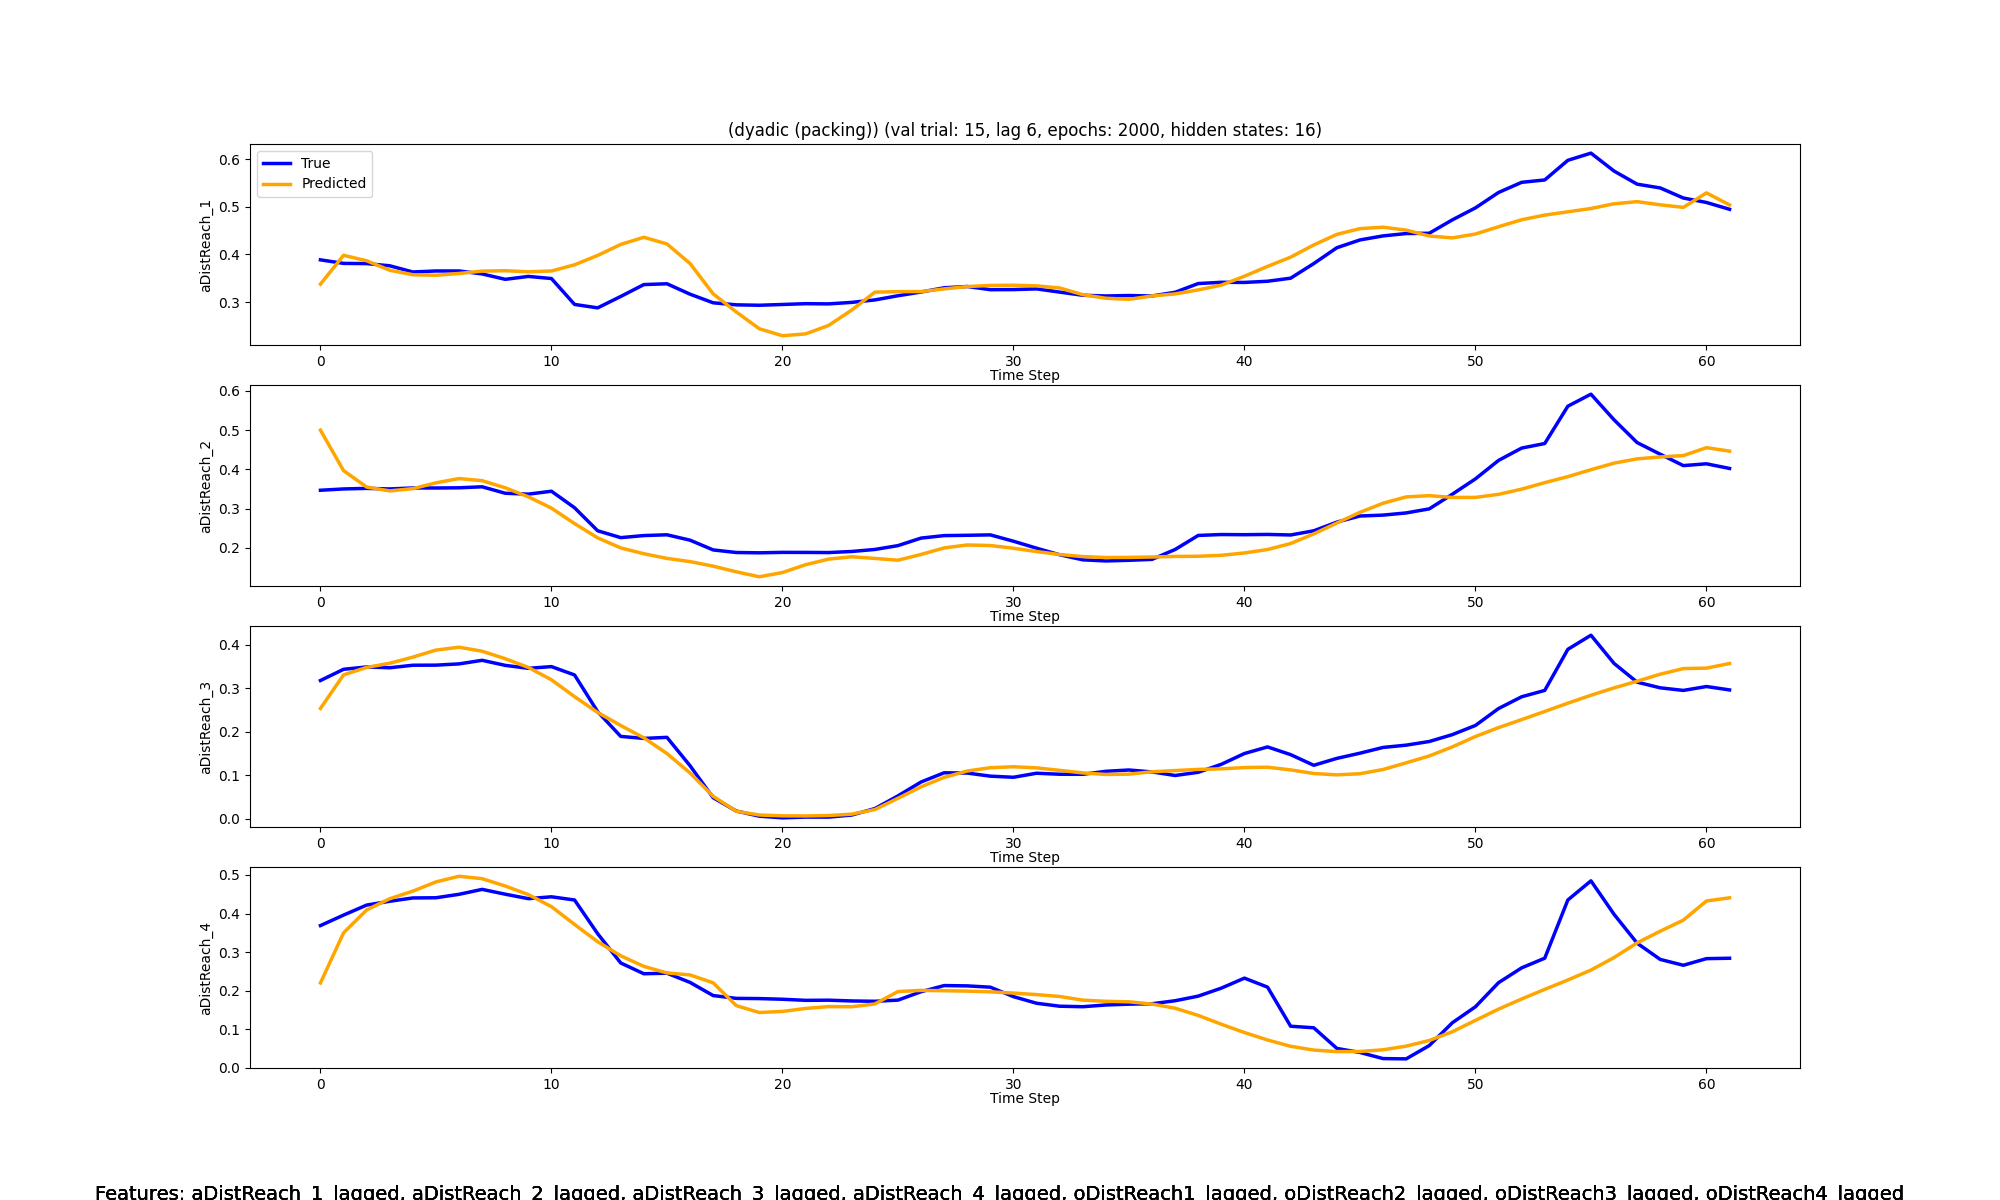 (dyadic (packing)) (val trial: 15, lag 6, epochs: 2000, hidden states: 16)
True
Predicted
aDistReach_1
0.6
0.5
0.4
0.3
0 10 20 30 40 50 60
Time Step
aDistReach_2
0.6
0.5
0.4
0.3
0.2
0 10 20 30 40 50 60
Time Step
aDistReach_3
0.4
0.3
0.2
0.1
0.0
0 10 20 30 40 50 60
Time Step
aDistReach_4
0.5
0.4
0.3
0.2
0.1
0.0
0 10 20 30 40 50 60
Time Step
Features: aDistReach_1_lagged, aDistReach_2_lagged, aDistReach_3_lagged, aDistReach_4_lagged, oDistReach1_lagged, oDistReach2_lagged, oDistReach3_lagged, oDistReach4_lagged